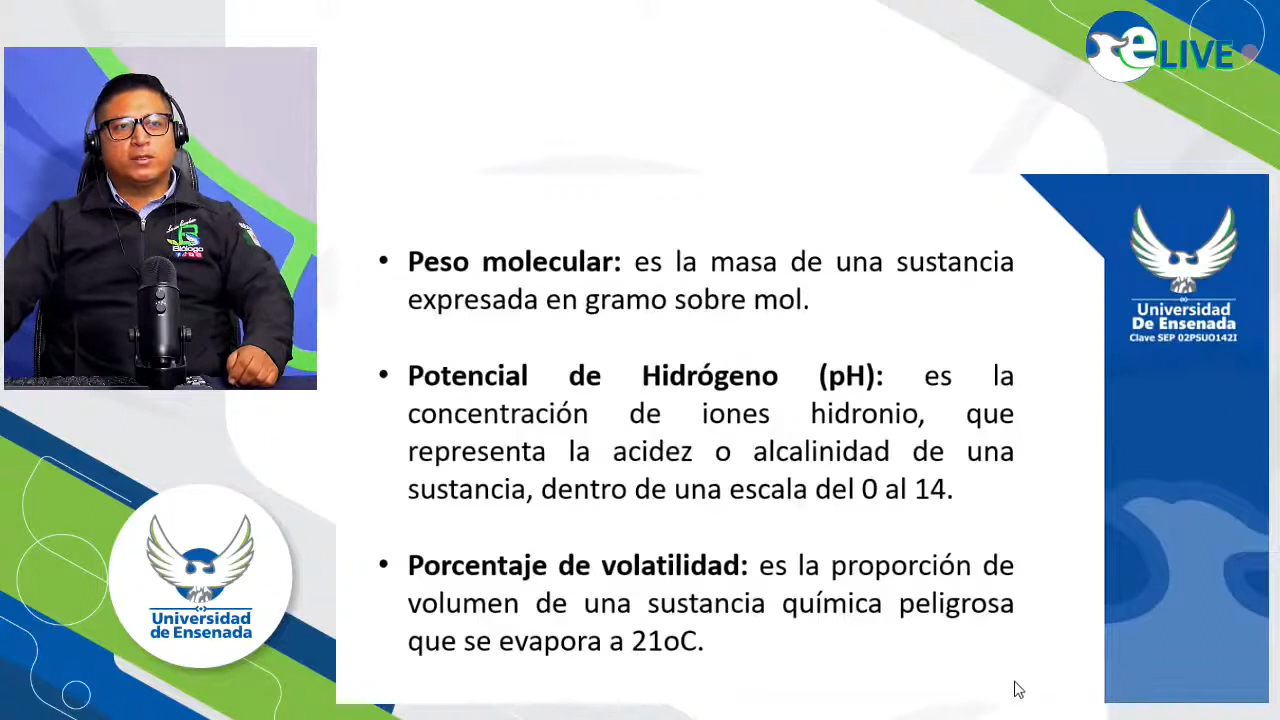 e LIVE
Biólogo
• Peso molecular: es la masa de una sustancia
expresada en gramo sobre mol.
• Potencial de Hidrógeno (pH): es la
concentración de iones hidronio, que
representa la acidez o alcalinidad de una
sustancia, dentro de una escala del 0 al 14.
• Porcentaje de volatilidad: es la proporción de
volumen de una sustancia química peligrosa
que se evapora a 21oC.
Universidad
De Ensenada
Clave SEP 02PSU0142I
Universidad
de Ensenada